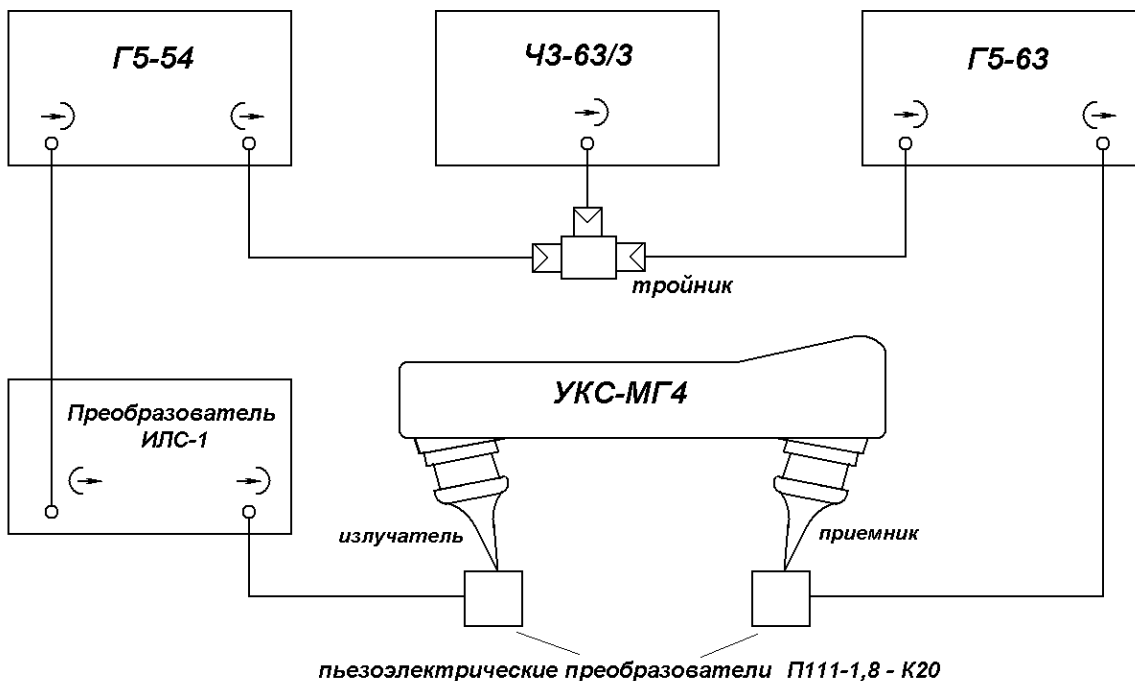 Г5-54
Ч3-63/3
Г5-63
тройник
УКС-МГ4
Преобразователь
ИЛС-1
излучатель
приемник
пьезоэлектрические преобразователи П111-1,8 - К20